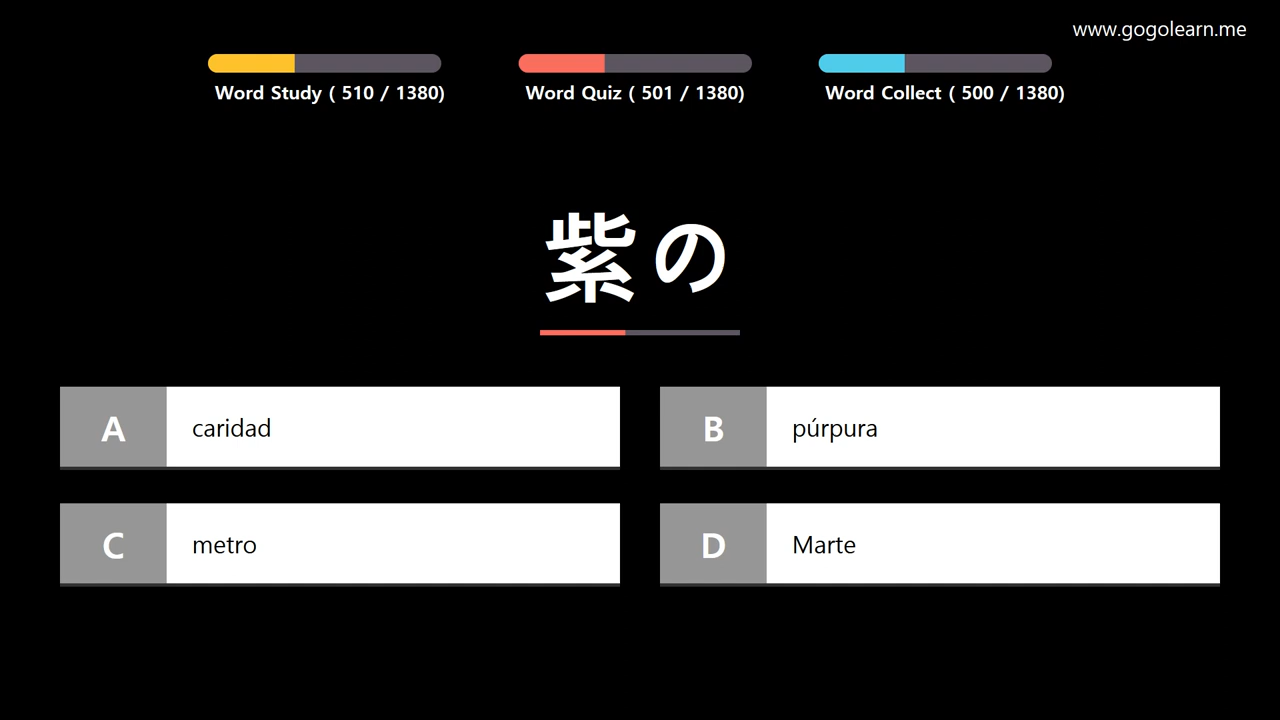 www.gogolearn.me
Word Study ( 510 / 1380)
Word Quiz ( 501 / 1380)
Word Collect ( 500 / 1380)
紫の
A caridad
B púrpura
C metro
D Marte